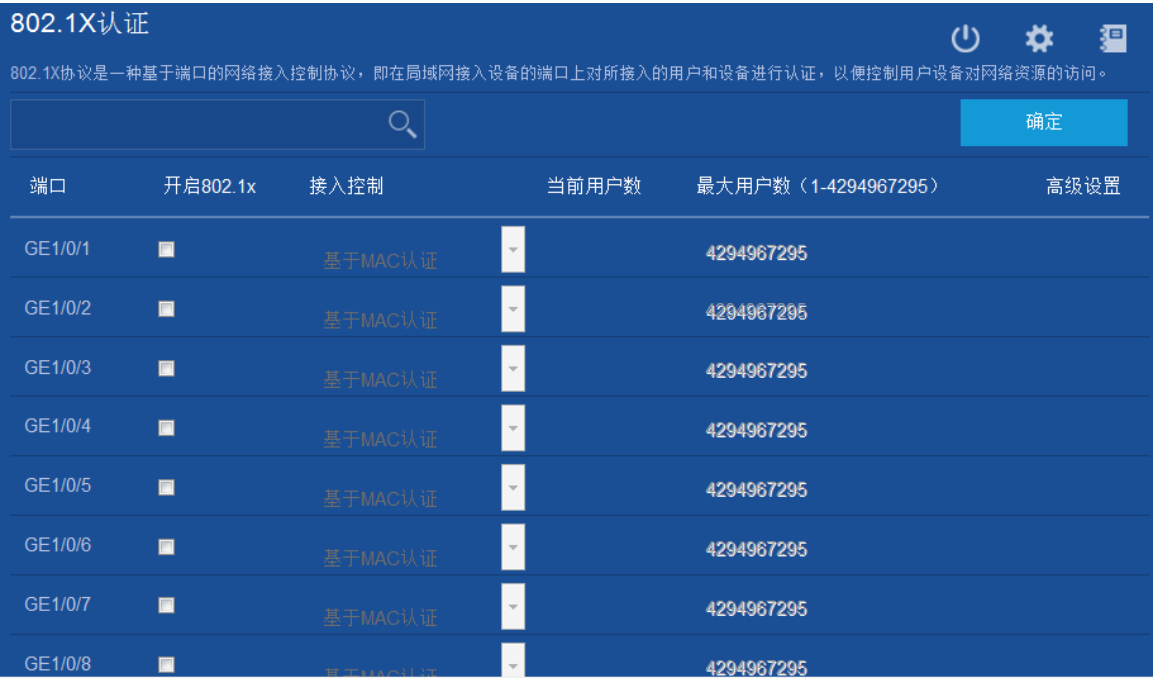 802.1X认证
802.1X协议是一种基于端口的网络接入控制协议，即在局域网接入设备的端口上对所接入的用户和设备进行认证，以便控制用户设备对网络资源的访问。
确定
端口 开启802.1x 接入控制 当前用户数 最大用户数（1-4294967295） 高级设置
GE1/0/1 基于MAC认证 4294967295
GE1/0/2 基于MAC认证 4294967295
GE1/0/3 基于MAC认证 4294967295
GE1/0/4 基于MAC认证 4294967295
GE1/0/5 基于MAC认证 4294967295
GE1/0/6 基于MAC认证 4294967295
GE1/0/7 基于MAC认证 4294967295
GE1/0/8 基于MAC认证 4294967295